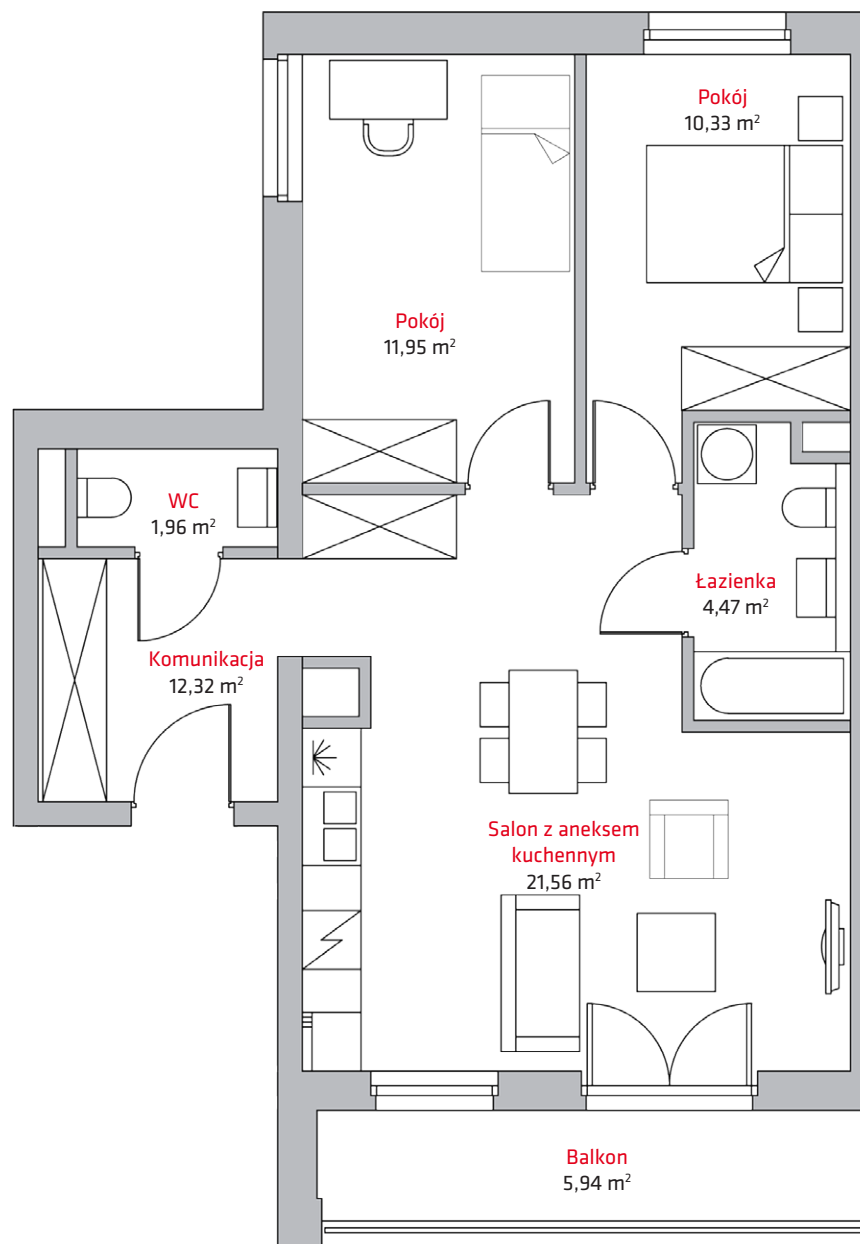 Pokój
10,33 m²
Pokój
11,95 m²
WC
1,96 m²
Łazienka
4,47 m²
Komunikacja
12,32 m²
Salon z aneksem
kuchennym
21,56 m²
Balkon
5,94 m²